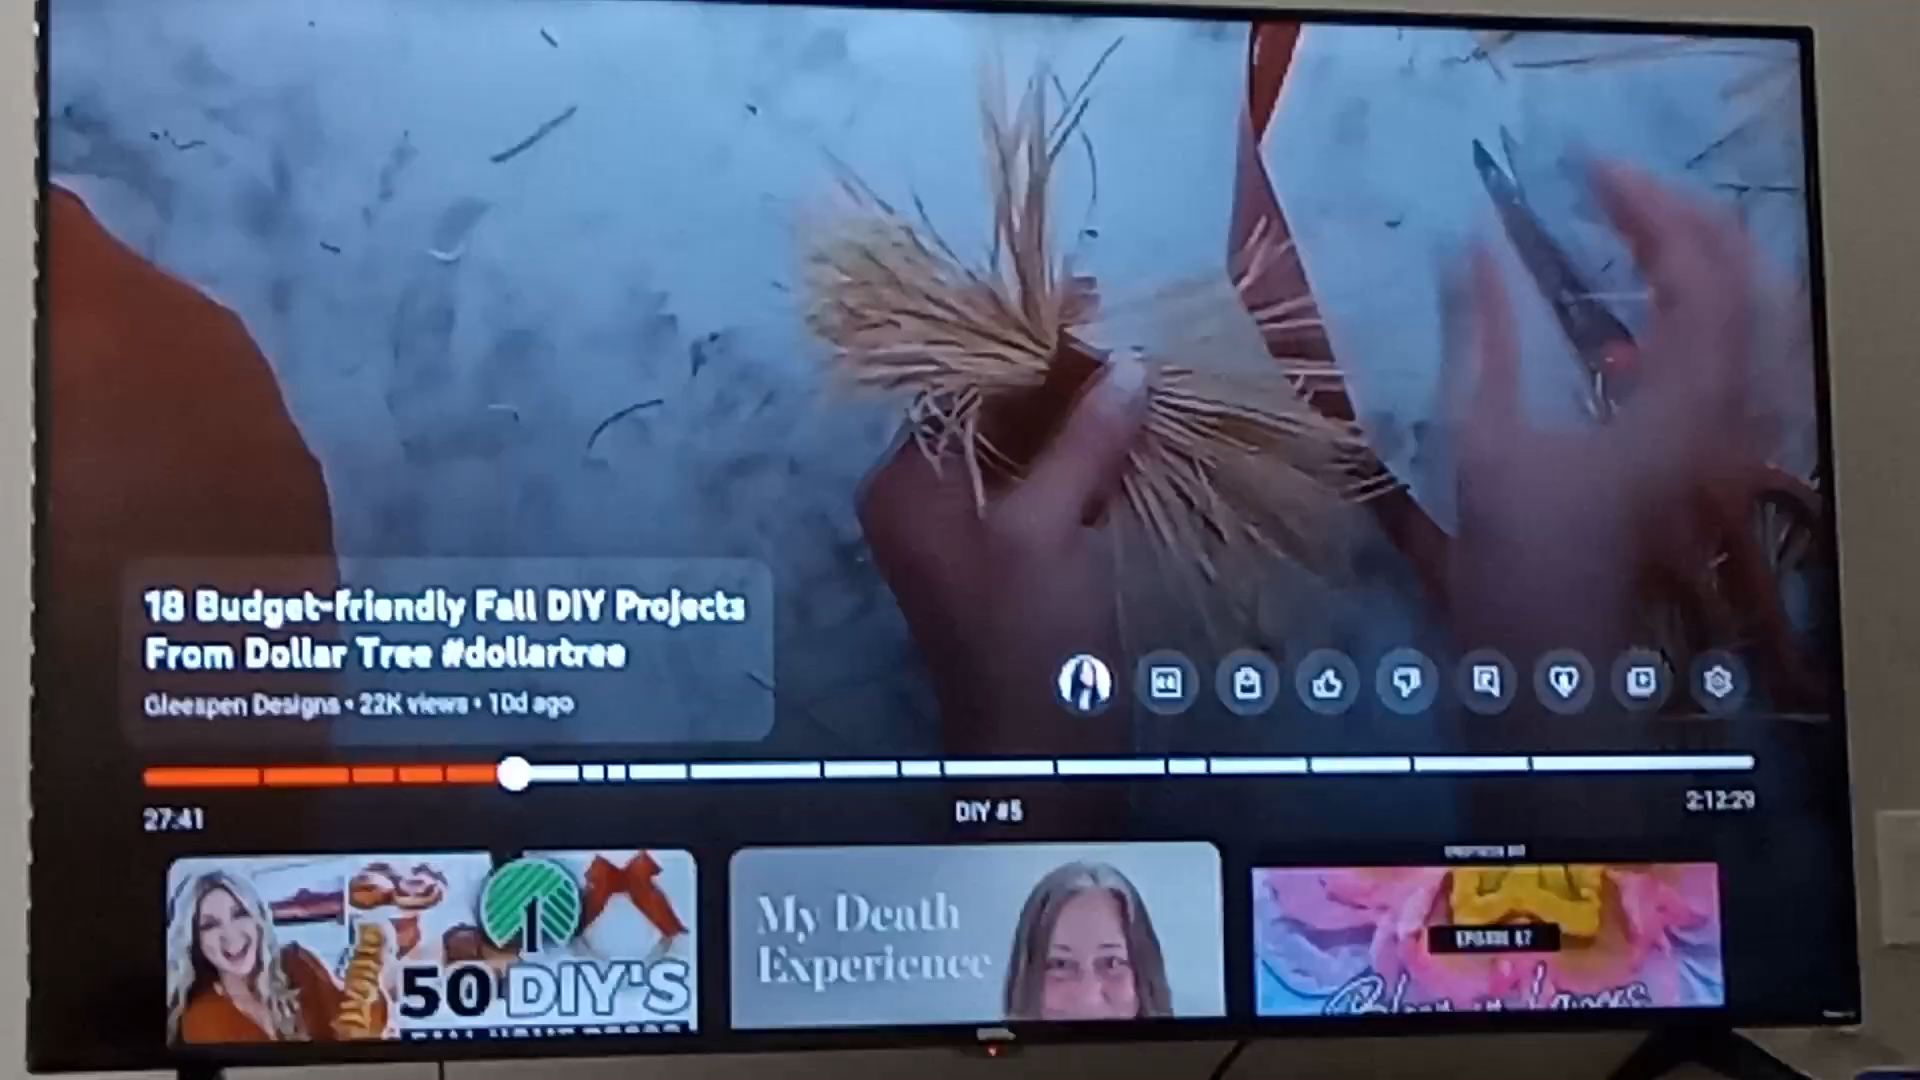 18 Budget-friendly Fall DIY Projects
From Dollar Tree #dollartree
Gleespen Designs • 22K views • 10d ago
27:41
DIY #5
2:12:29
50 DIY'S
My Death
Experience
EPISODE 67